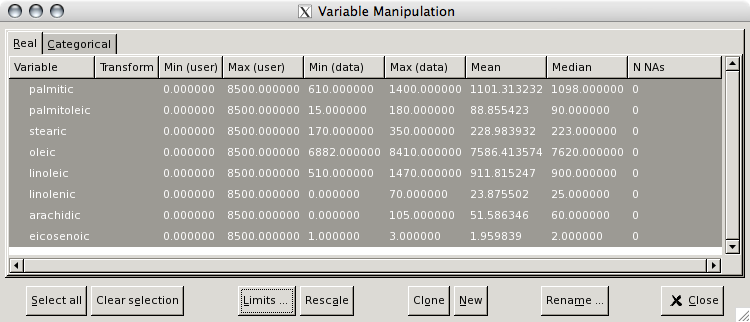 Variable Manipulation
Real Categorical
Variable Transform Min (user) Max (user) Min (data) Max (data) Mean Median N NAs
palmitic 0.000000 8500.000000 610.000000 1400.000000 1101.313232 1098.000000 0
palmitoleic 0.000000 8500.000000 15.000000 180.000000 88.855423 90.000000 0
stearic 0.000000 8500.000000 170.000000 350.000000 228.983932 223.000000 0
oleic 0.000000 8500.000000 6882.000000 8410.000000 7586.413574 7620.000000 0
linoleic 0.000000 8500.000000 510.000000 1470.000000 911.815247 900.000000 0
linolenic 0.000000 8500.000000 0.000000 70.000000 23.875502 25.000000 0
arachidic 0.000000 8500.000000 0.000000 105.000000 51.586346 60.000000 0
eicosenoic 0.000000 8500.000000 1.000000 3.000000 1.959839 2.000000 0
Select all Clear selection Limits ... Rescale Clone New Rename ... Close